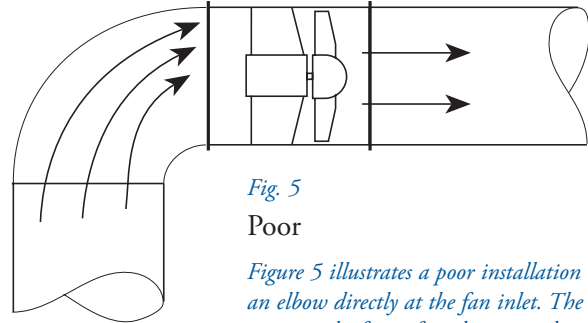 Fig. 5
Poor
Figure 5 illustrates a poor installation
an elbow directly at the fan inlet. The